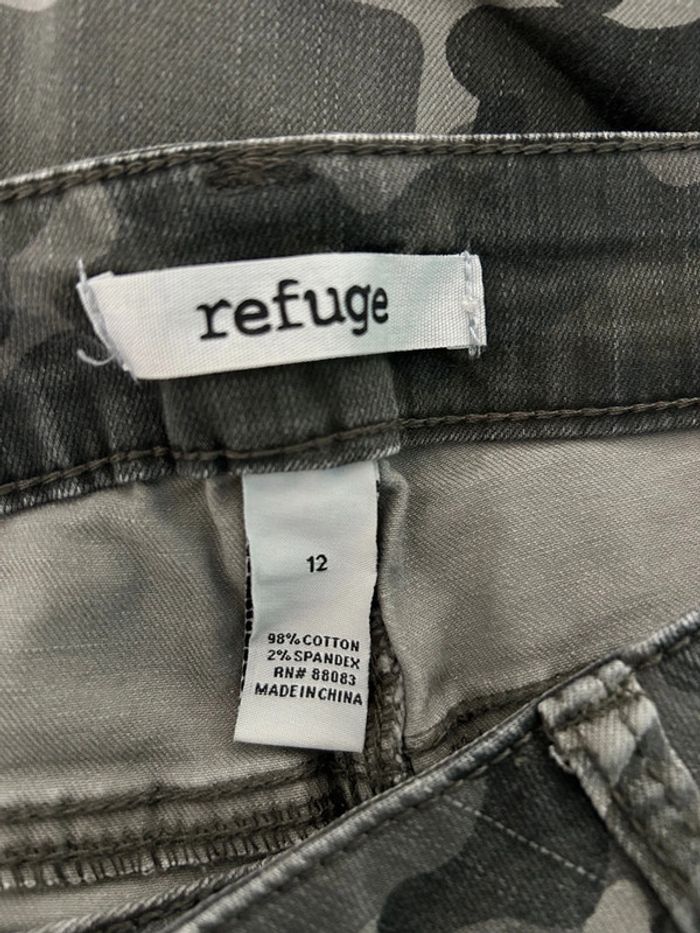 refuge
12
98% COTTON
2% SPANDEX
RN# 88083
MADE IN CHINA